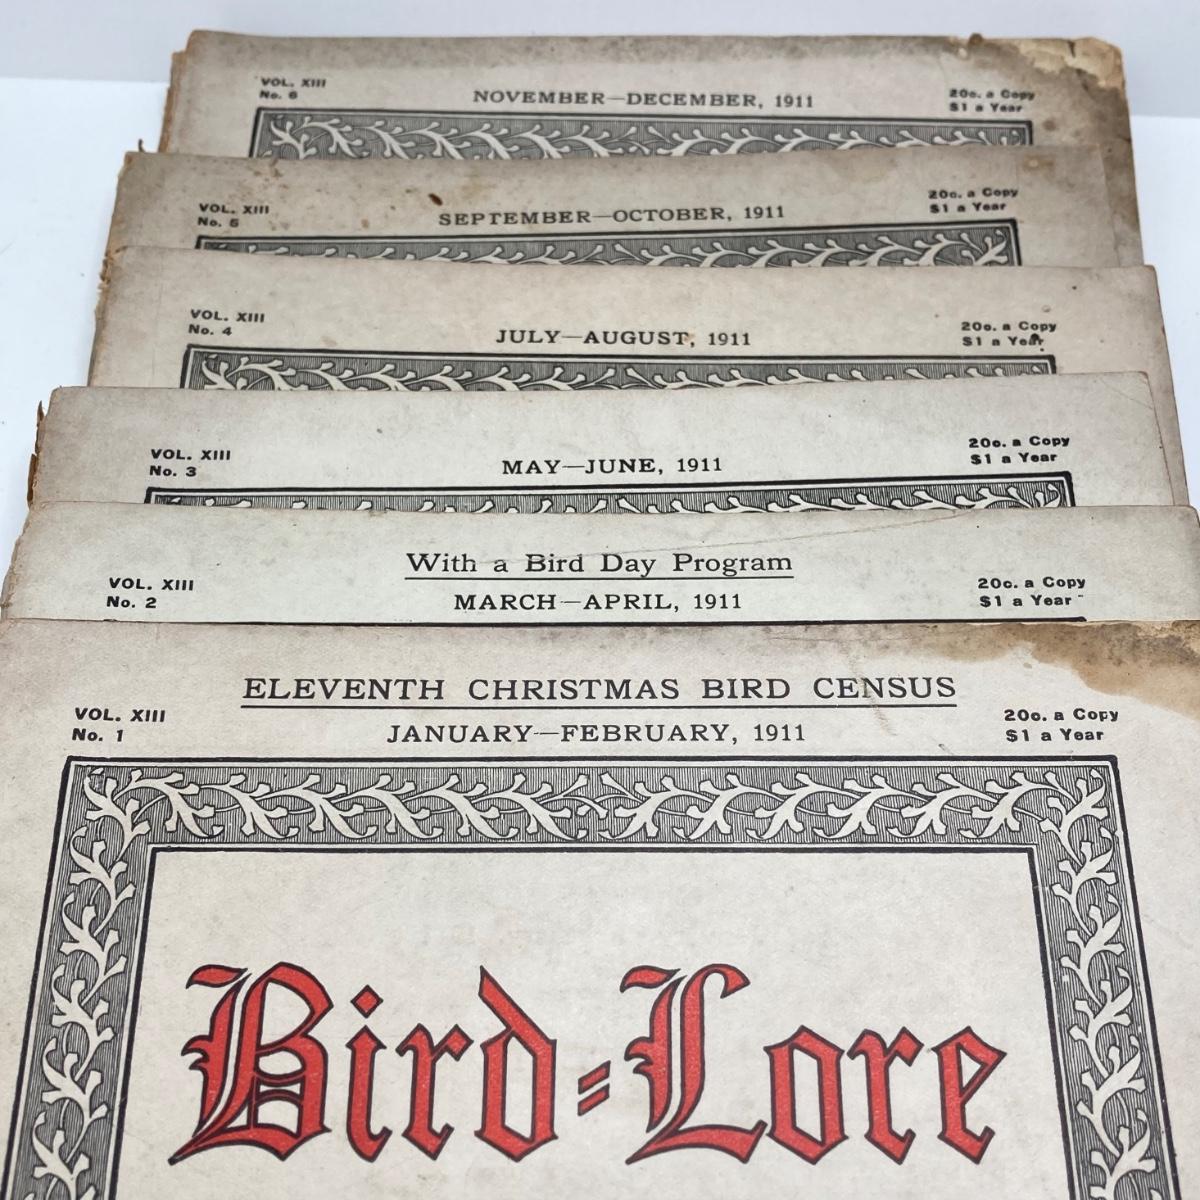 VOL. XIII
No. 6
NOVEMBER—DECEMBER, 1911
20c. a Copy
$1 a Year
VOL. XIII
No. 5
SEPTEMBER—OCTOBER, 1911
20c. a Copy
$1 a Year
VOL. XIII
No. 4
JULY—AUGUST, 1911
20c. a Copy
$1 a Year
VOL. XIII
No. 3
MAY—JUNE, 1911
20c. a Copy
$1 a Year
With a Bird Day Program
VOL. XIII
No. 2
MARCH—APRIL, 1911
20c. a Copy
$1 a Year
ELEVENTH CHRISTMAS BIRD CENSUS
VOL. XIII
No. 1
JANUARY—FEBRUARY, 1911
20c. a Copy
$1 a Year
Bird=Lore